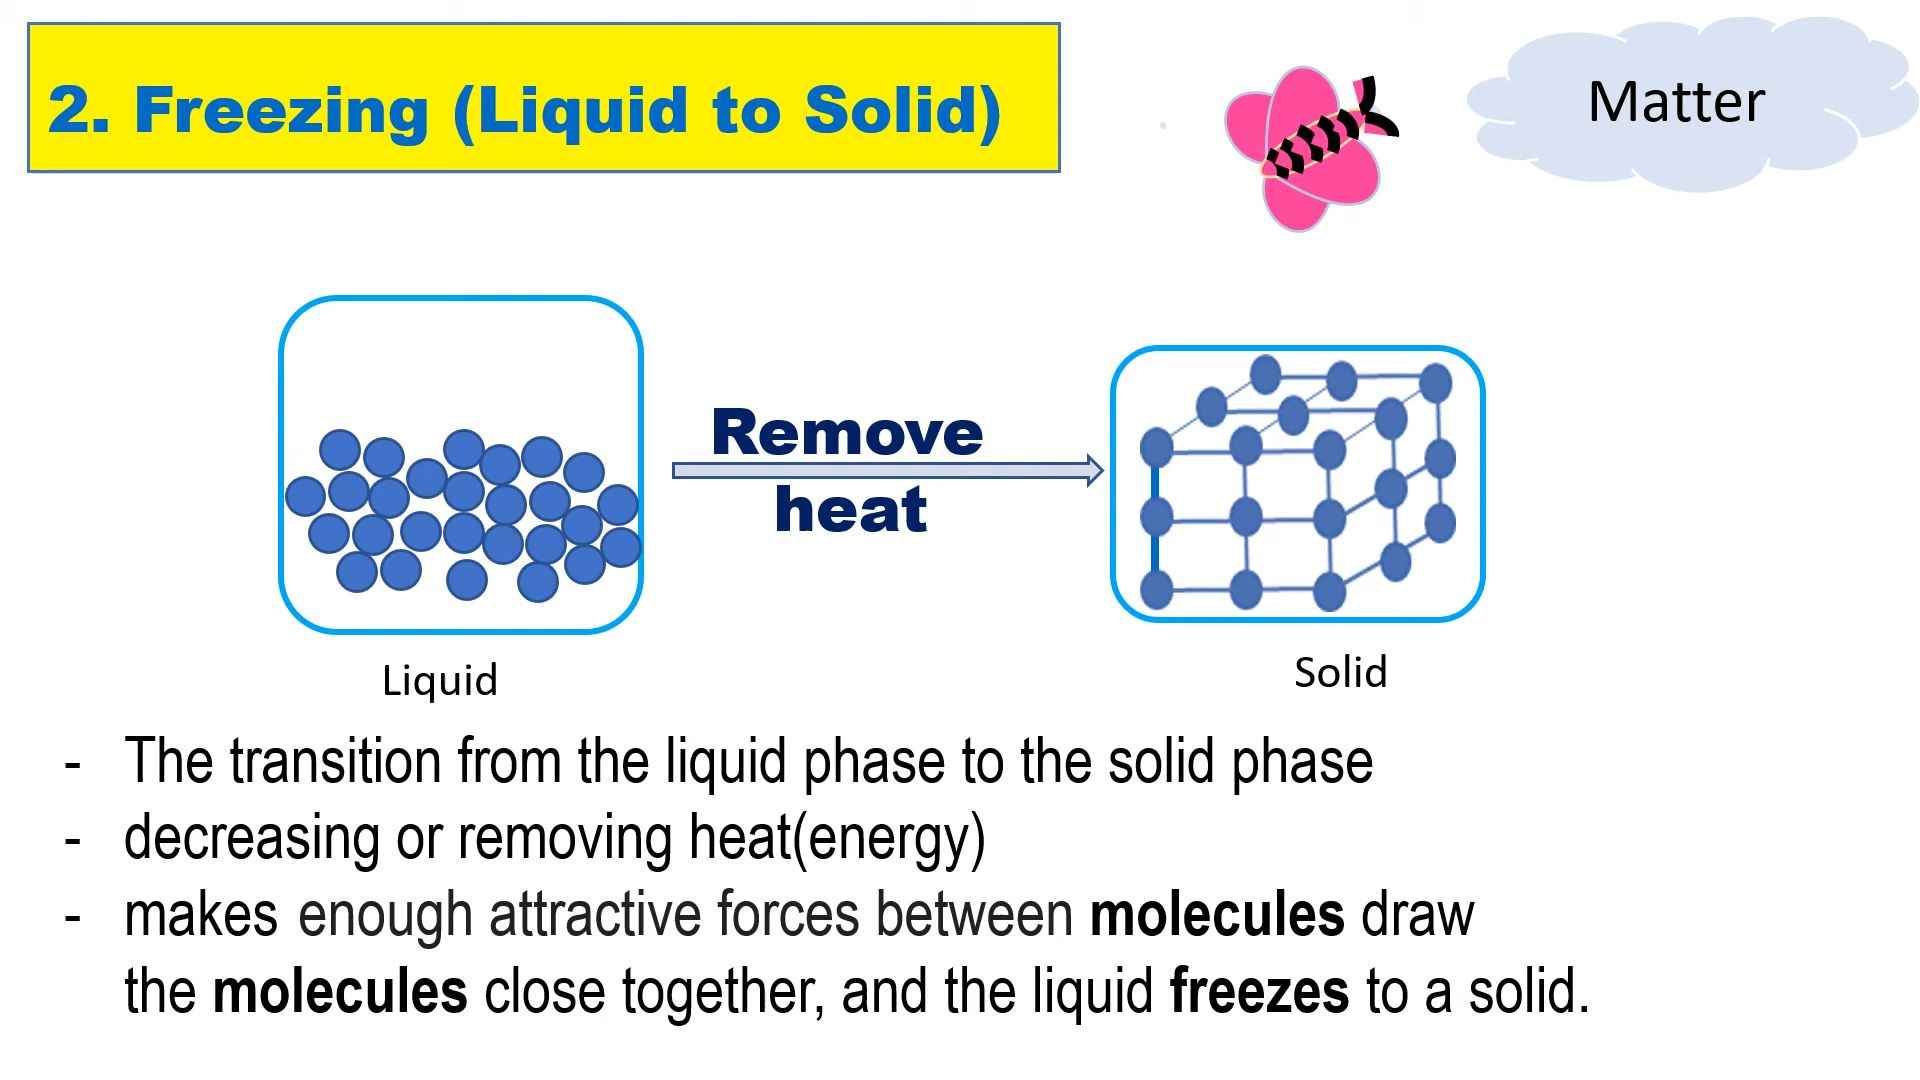 2. Freezing (Liquid to Solid)
Matter
Remove
heat
Liquid
Solid
- The transition from the liquid phase to the solid phase
- decreasing or removing heat(energy)
- makes enough attractive forces between molecules draw
the molecules close together, and the liquid freezes to a solid.